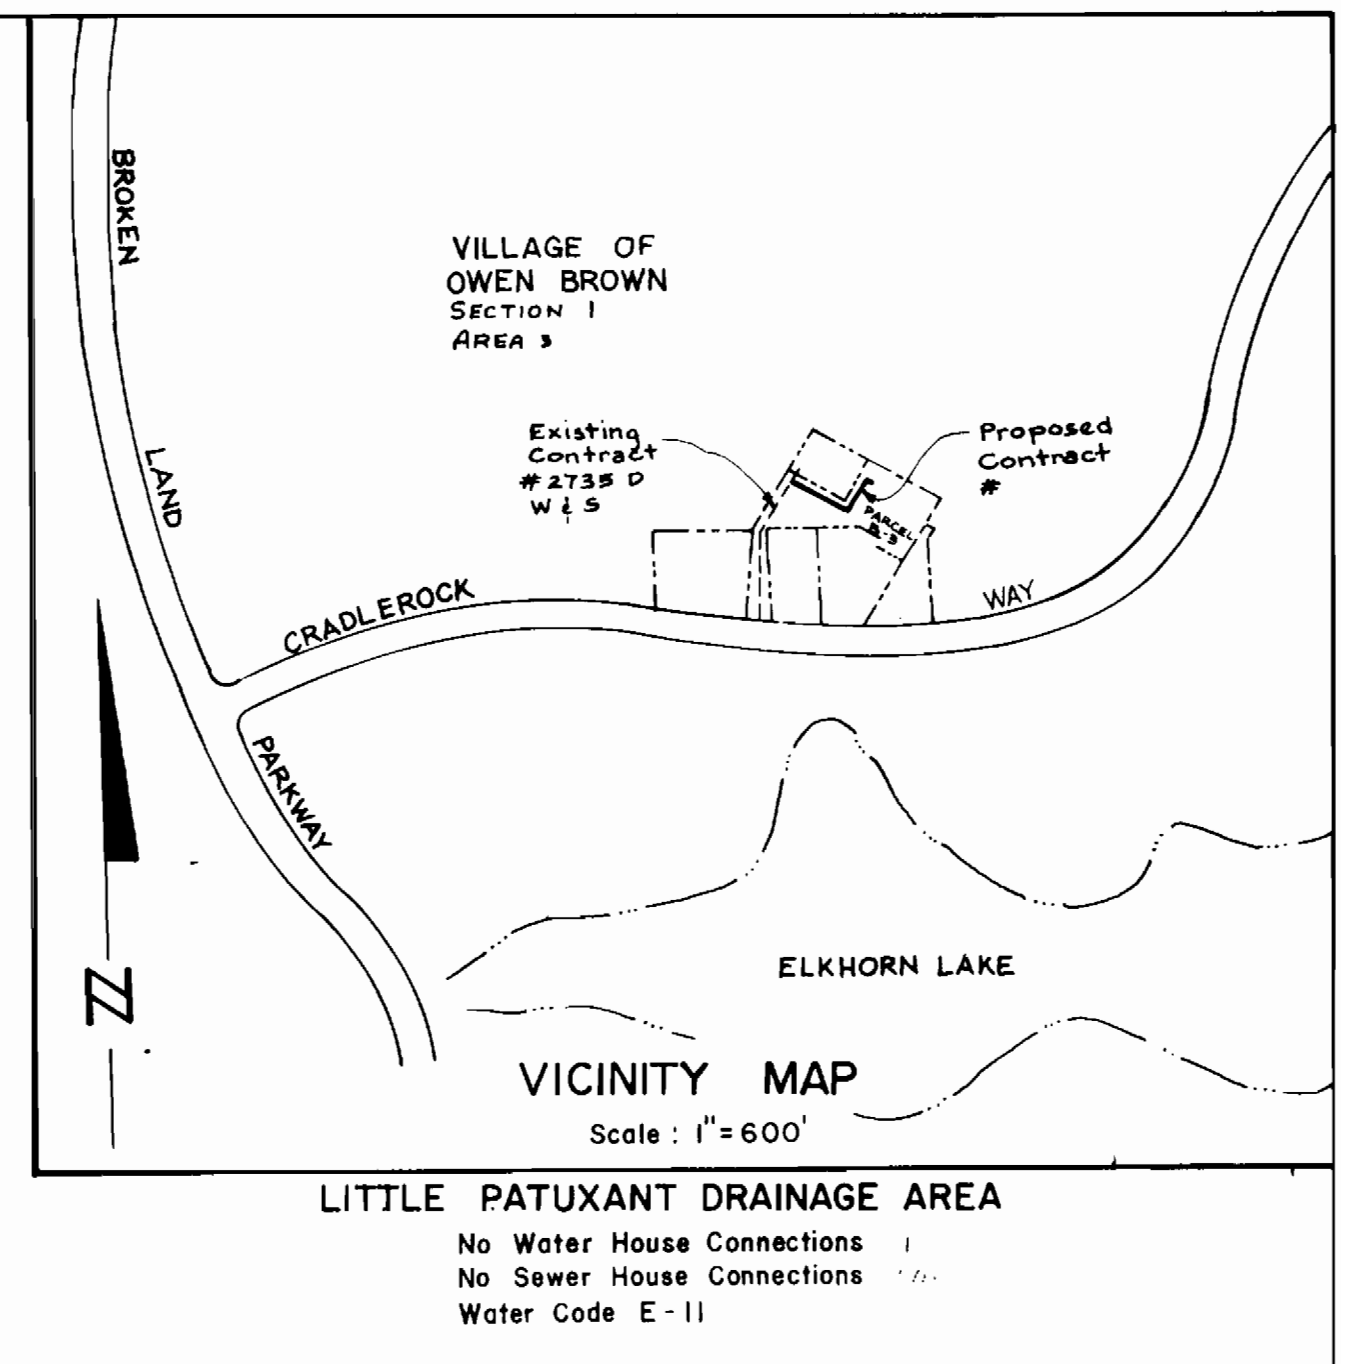 BROKEN
LAND
PARKWAY
VILLAGE OF
OWEN BROWN
SECTION 1
AREA 3
Existing
Contract
#2735 D
W & S
Proposed
Contract
#
PARCEL
B-3
CRADLEROCK
WAY
ELKHORN LAKE
N
VICINITY MAP
Scale : 1"=600'
LITTLE PATUXANT DRAINAGE AREA
No Water House Connections 1
No Sewer House Connections
Water Code E-11